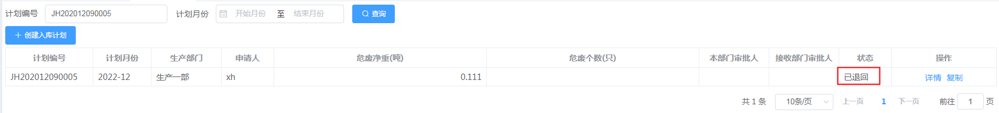 计划编号 JH202012090005 计划月份 开始月份 至 结束月份 查询
创建入库计划
计划编号 计划月份 生产部门 申请人 危废净重(吨) 危废个数(只) 本部门审批人 接收部门审批人 状态 操作
JH202012090005 2022-12 生产一部 xh 0.111 已退回 详情 复制
共 1 条 10条/页 上一页 1 下一页 前往 1 页